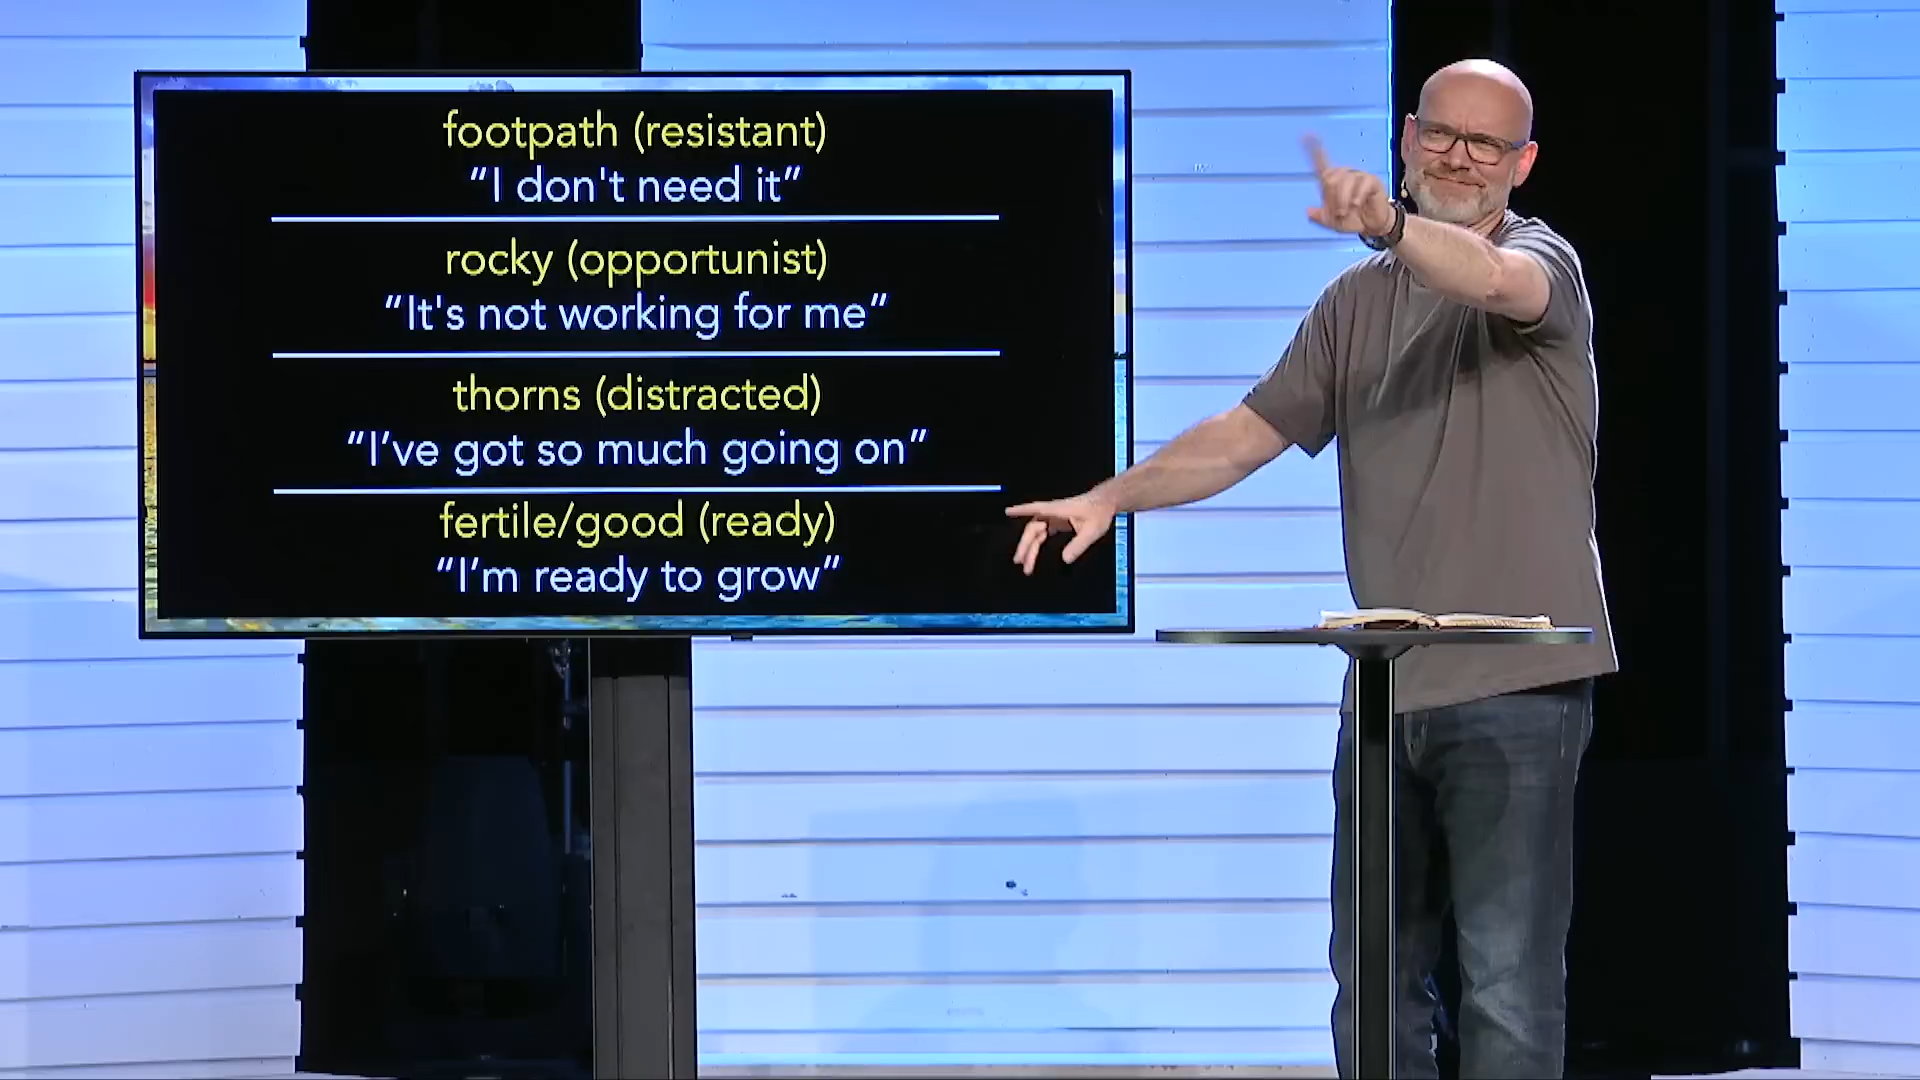 footpath (resistant)
“I don't need it”
rocky (opportunist)
“It's not working for me”
thorns (distracted)
“I’ve got so much going on”
fertile/good (ready)
“I’m ready to grow”